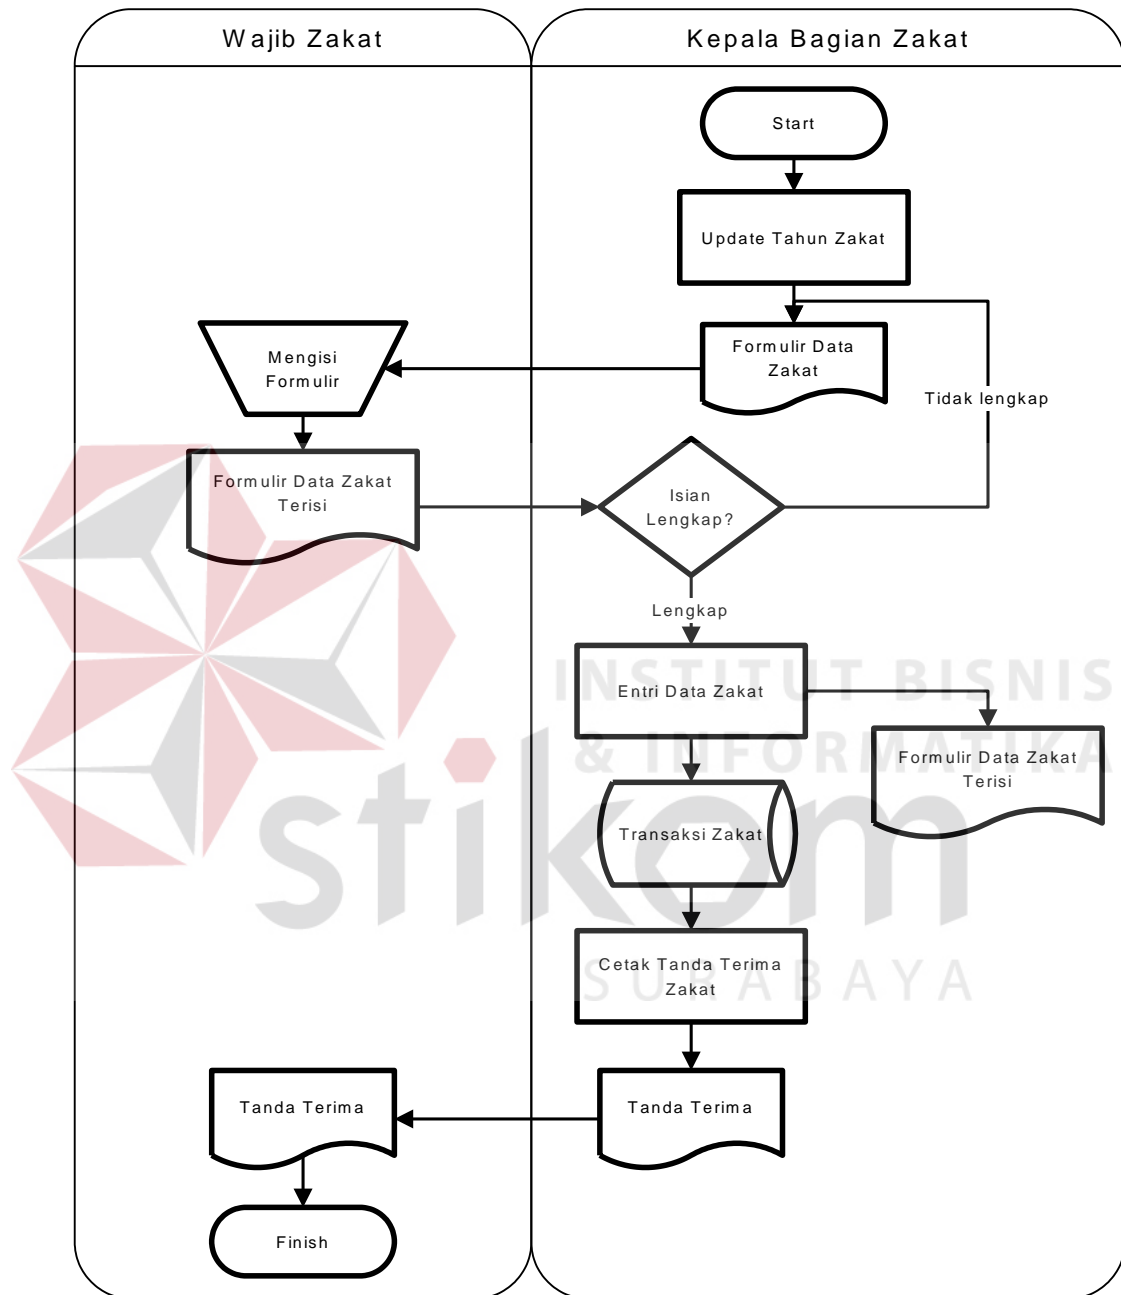 Wajib Zakat
Kepala Bagian Zakat
Start
Update Tahun Zakat
Mengisi
Formulir
Formulir Data
Zakat
Tidak lengkap
Formulir Data Zakat
Terisi
Isian
Lengkap?
Lengkap
INSTITUT BISNIS
& INFORMATIKA
stikom
SURABAYA
Entri Data Zakat
Formulir Data Zakat
Terisi
Transaksi Zakat
Cetak Tanda Terima
Zakat
Tanda Terima
Tanda Terima
Finish